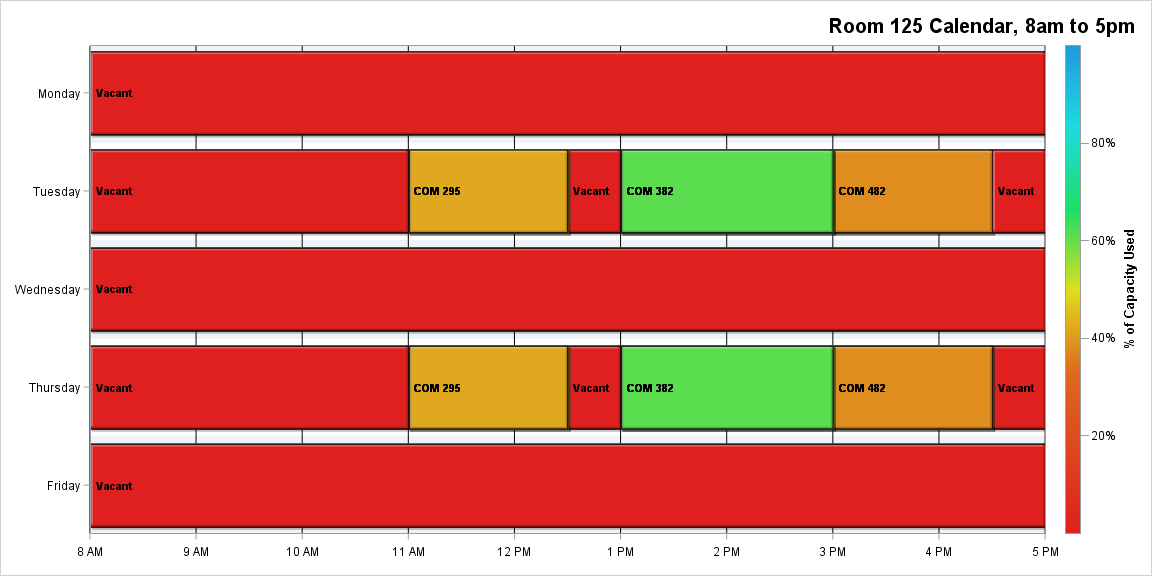 Room 125 Calendar, 8am to 5pm
Monday
Vacant
Tuesday
Vacant
COM 295
Vacant
COM 382
COM 482
Vacant
Wednesday
Vacant
Thursday
Vacant
COM 295
Vacant
COM 382
COM 482
Vacant
Friday
Vacant
8 AM
9 AM
10 AM
11 AM
12 PM
1 PM
2 PM
3 PM
4 PM
5 PM
80%
60%
40%
20%
% of Capacity Used